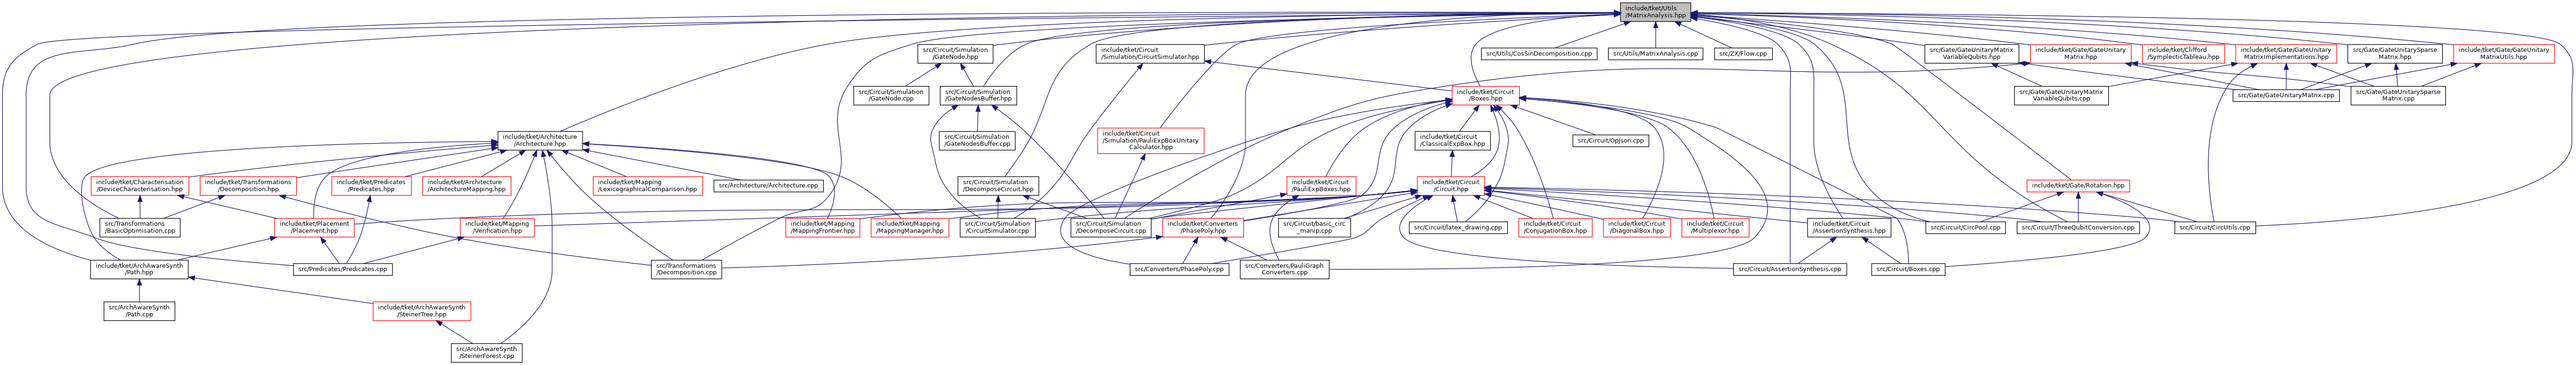 include/tket/Utils
/MatrixAnalysis.hpp
src/Circuit/Simulation
/GateNode.hpp
include/tket/Circuit
Simulation/CircuitSimulator.hpp
src/Utils/CosSinDecomposition.cpp
src/Utils/MatrixAnalysis.cpp
src/ZX/Flow.cpp
src/Gate/GateUnitaryMatrix
VariableQubits.hpp
include/tket/Gate/GateUnitary
Matrix.hpp
include/tket/Clifford
/SymplecticTableau.hpp
include/tket/Gate/GateUnitary
MatrixImplementations.hpp
src/Gate/GateUnitarySparse
Matrix.hpp
include/tket/Gate/GateUnitary
MatrixUtils.hpp
src/Circuit/Simulation
/GateNode.cpp
src/Circuit/Simulation
/GateNodesBuffer.hpp
include/tket/Circuit
/Boxes.hpp
src/Gate/GateUnitaryMatrix
VariableQubits.cpp
src/Gate/GateUnitaryMatrix.cpp
src/Gate/GateUnitarySparse
Matrix.cpp
include/tket/Architecture
/Architecture.hpp
src/Circuit/Simulation
/GateNodesBuffer.cpp
include/tket/Circuit
/Simulation/PauliExpBoxUnitary
Calculator.hpp
include/tket/Circuit
/ClassicalExpBox.hpp
src/Circuit/OpJson.cpp
include/tket/Characterisation
/DeviceCharacterisation.hpp
include/tket/Transformations
/Decomposition.hpp
include/tket/Predicates
/Predicates.hpp
include/tket/Architecture
/ArchitectureMapping.hpp
include/tket/Mapping
/LexicographicalComparison.hpp
src/Architecture/Architecture.cpp
src/Circuit/Simulation
/DecomposeCircuit.hpp
include/tket/Circuit
/PauliExpBoxes.hpp
include/tket/Circuit
/Circuit.hpp
include/tket/Gate/Rotation.hpp
src/Transformations
/BasicOptimisation.cpp
include/tket/Placement
/Placement.hpp
include/tket/Mapping
/Verification.hpp
include/tket/Mapping
/MappingFrontier.hpp
include/tket/Mapping
/MappingManager.hpp
src/Circuit/Simulation
/CircuitSimulator.cpp
src/Circuit/Simulation
/DecomposeCircuit.cpp
include/tket/Converters
/PhasePoly.hpp
src/Circuit/basic_circ
_manip.cpp
src/Circuit/latex_drawing.cpp
include/tket/Circuit
/ConjugationBox.hpp
include/tket/Circuit
/DiagonalBox.hpp
include/tket/Circuit
/Multiplexor.hpp
include/tket/Circuit
/AssertionSynthesis.hpp
src/Circuit/CircPool.cpp
src/Circuit/ThreeQubitConversion.cpp
src/Circuit/CircUtils.cpp
include/tket/ArchAwareSynth
/Path.hpp
src/Predicates/Predicates.cpp
src/Transformations
/Decomposition.cpp
src/Converters/PhasePoly.cpp
src/Converters/PauliGraph
Converters.cpp
src/Circuit/AssertionSynthesis.cpp
src/Circuit/Boxes.cpp
src/ArchAwareSynth
/Path.cpp
include/tket/ArchAwareSynth
/SteinerTree.hpp
src/ArchAwareSynth
/SteinerForest.cpp